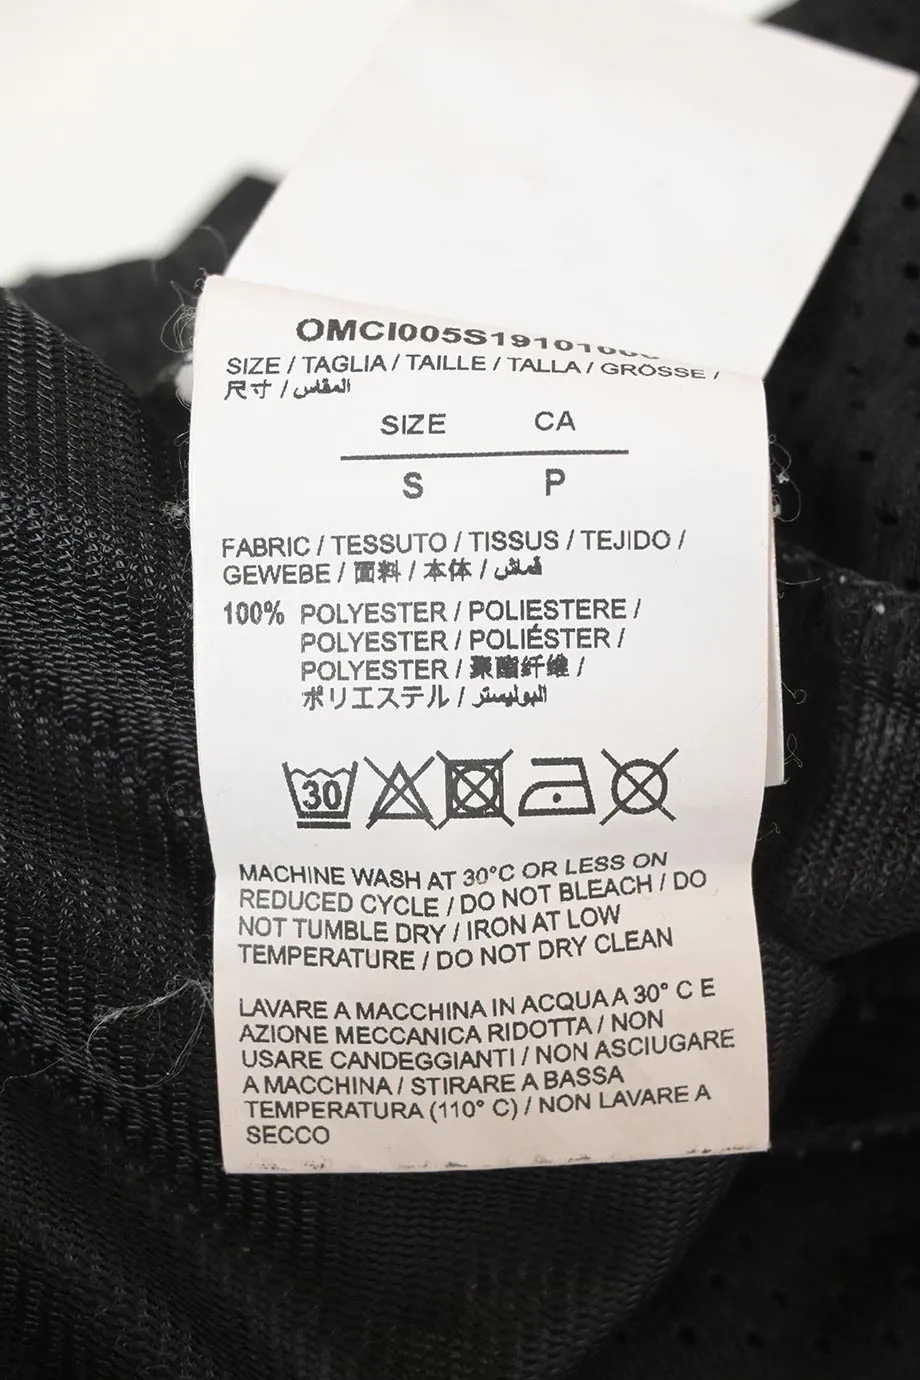 OMCI005S1910100
SIZE / TAGLIA / TAILLE / TALLA / GRÖSSE /
尺寸 / المقاس
SIZE CA
S P
FABRIC / TESSUTO / TISSUS / TEJIDO /
GEWEBE / 面料 / 本体 / قماش
100% POLYESTER / POLIESTERE /
POLYESTER / POLIÉSTER /
POLYESTER / 聚酯纤维 /
ポリエステル / البوليستر
30
MACHINE WASH AT 30°C OR LESS ON
REDUCED CYCLE / DO NOT BLEACH / DO
NOT TUMBLE DRY / IRON AT LOW
TEMPERATURE / DO NOT DRY CLEAN
LAVARE A MACCHINA IN ACQUA A 30° C E
AZIONE MECCANICA RIDOTTA / NON
USARE CANDEGGIANTI / NON ASCIUGARE
A MACCHINA / STIRARE A BASSA
TEMPERATURA (110° C) / NON LAVARE A
SECCO